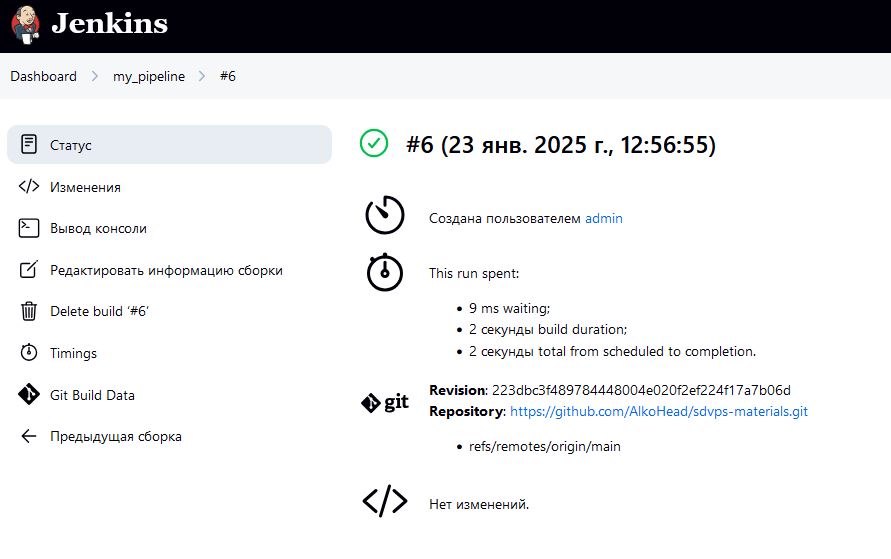 Jenkins
Dashboard > my_pipeline > #6
Статус
Изменения
Вывод консоли
Редактировать информацию сборки
Delete build ‘#6’
Timings
Git Build Data
Предыдущая сборка
#6 (23 янв. 2025 г., 12:56:55)
Создана пользователем admin
This run spent:
• 9 ms waiting;
• 2 секунды build duration;
• 2 секунды total from scheduled to completion.
git
Revision: 223dbc3f489784448004e020f2ef224f17a7b06d
Repository: https://github.com/AlkoHead/sdvps-materials.git
• refs/remotes/origin/main
Нет изменений.